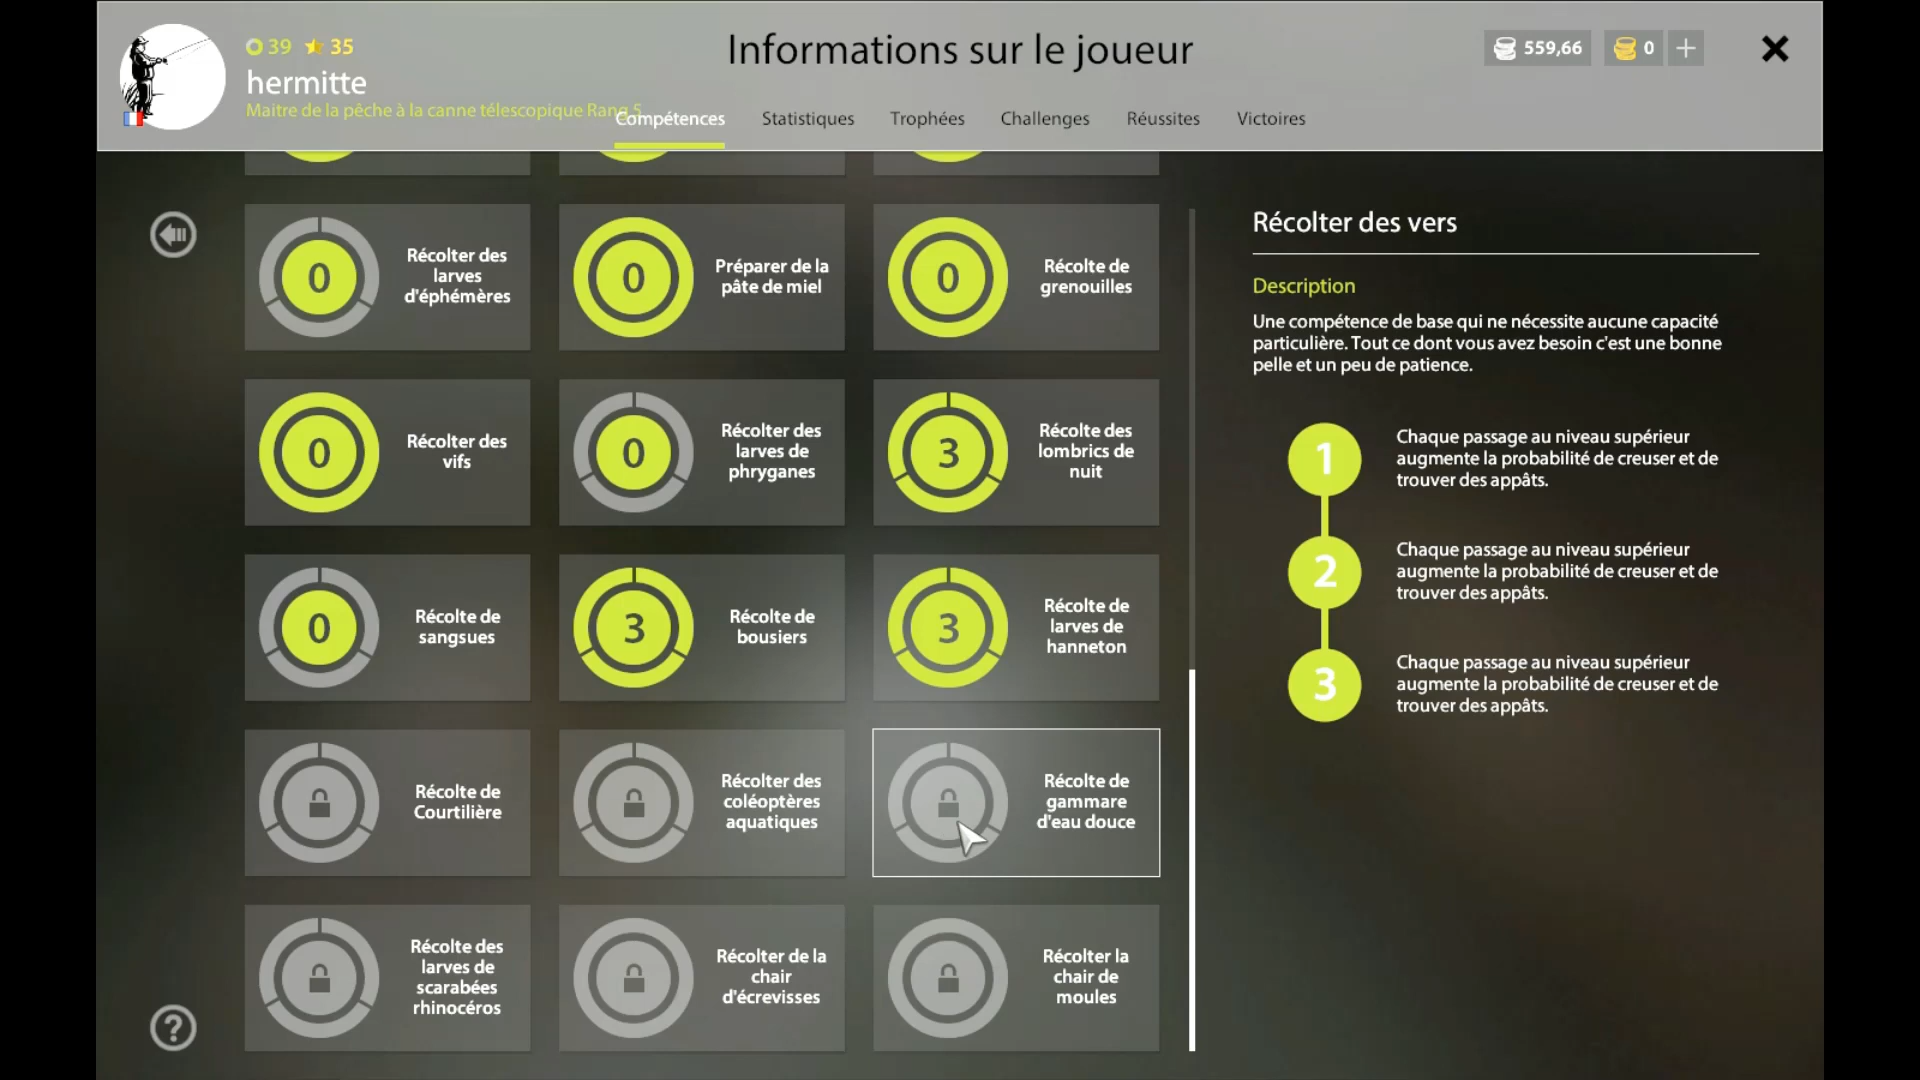 39 35
hermitte
Maitre de la pêche à la canne télescopique Rang 5
Informations sur le joueur
559,66 0
Compétences Statistiques Trophées Challenges Réussites Victoires
0
Récolter des
larves
d'éphémères
0
Préparer de la
pâte de miel
0
Récolte de
grenouilles
0
Récolter des
vifs
0
Récolter des
larves de
phryganes
3
Récolte des
lombrics de
nuit
0
Récolte de
sangsues
3
Récolte de
bousiers
3
Récolte de
larves de
hanneton
Récolte de
Courtilière
Récolter des
coléoptères
aquatiques
Récolte de
gammare
d'eau douce
Récolte des
larves de
scarabées
rhinocéros
Récolter de la
chair
d'écrevisses
Récolter la
chair de
moules
Récolter des vers
Description
Une compétence de base qui ne nécessite aucune capacité
particulière. Tout ce dont vous avez besoin c'est une bonne
pelle et un peu de patience.
1
Chaque passage au niveau supérieur
augmente la probabilité de creuser et de
trouver des appâts.
2
Chaque passage au niveau supérieur
augmente la probabilité de creuser et de
trouver des appâts.
3
Chaque passage au niveau supérieur
augmente la probabilité de creuser et de
trouver des appâts.
?